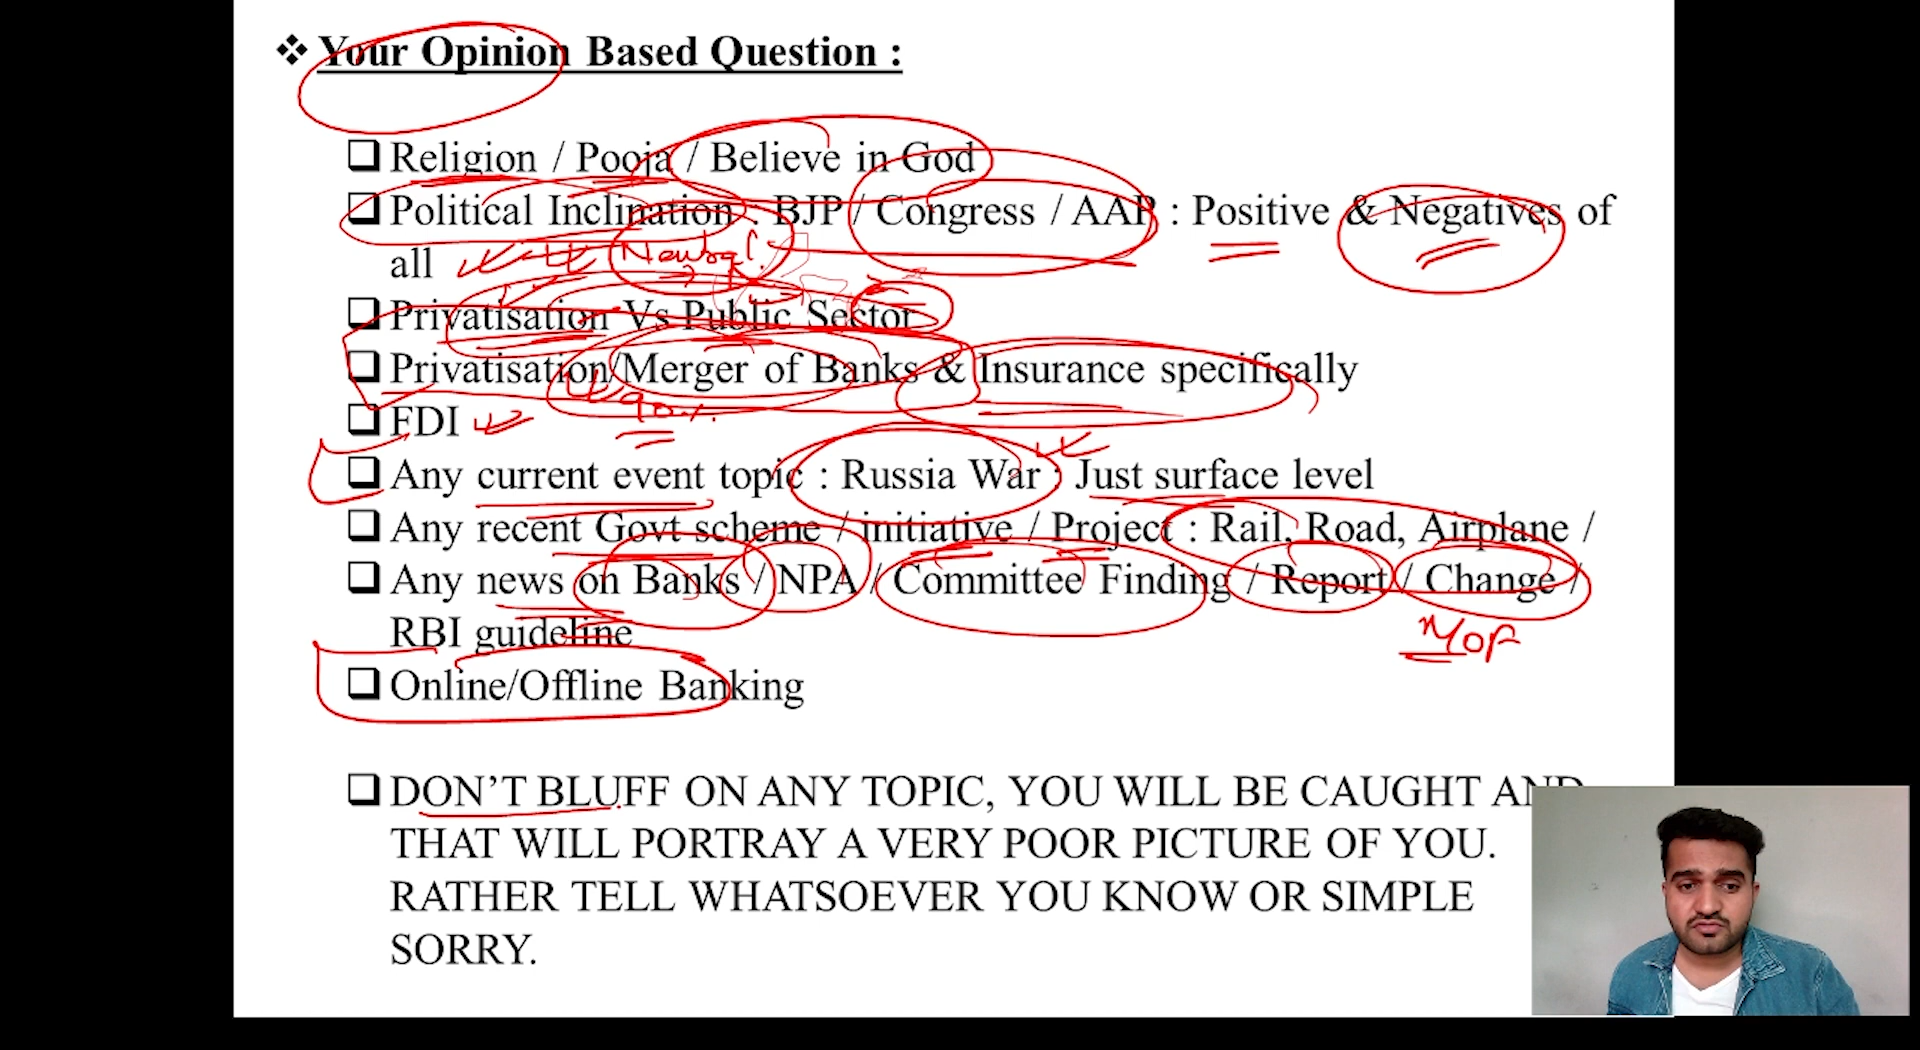 ❖ Your Opinion Based Question :
❑ Religion / Pooja / Believe in God
❑ Political Inclination : BJP / Congress / AAP : Positive & Negatives of
all
❑ Privatisation Vs Public Sector
❑ Privatisation/Merger of Banks & Insurance specifically
90%
❑ FDI
❑ Any current event topic : Russia War : Just surface level
❑ Any recent Govt scheme / initiative / Project : Rail, Road, Airplane /
❑ Any news on Banks / NPA / Committee Finding / Report / Change /
RBI guideline
MOF
❑ Online/Offline Banking
❑ DON'T BLUFF ON ANY TOPIC, YOU WILL BE CAUGHT AND
THAT WILL PORTRAY A VERY POOR PICTURE OF YOU.
RATHER TELL WHATSOEVER YOU KNOW OR SIMPLE
SORRY.